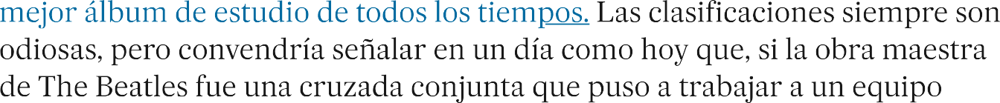 mejor álbum de estudio de todos los tiempos. Las clasificaciones siempre son
odiosas, pero convendría señalar en un día como hoy que, si la obra maestra
de The Beatles fue una cruzada conjunta que puso a trabajar a un equipo